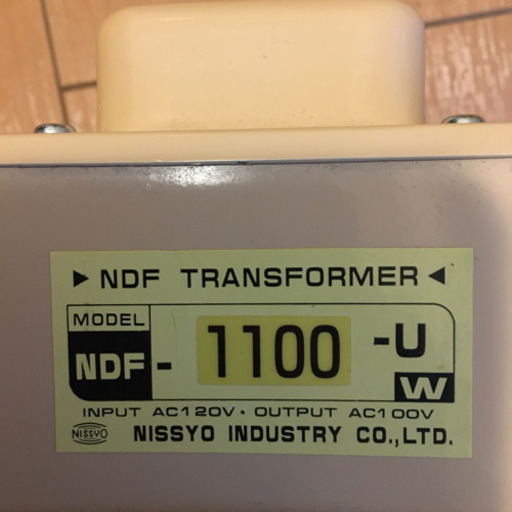 ▶ NDF TRANSFORMER ◀
MODEL
NDF - 1100 -U
W
INPUT AC120V · OUTPUT AC100V
NISSYO NISSYO INDUSTRY CO.,LTD.